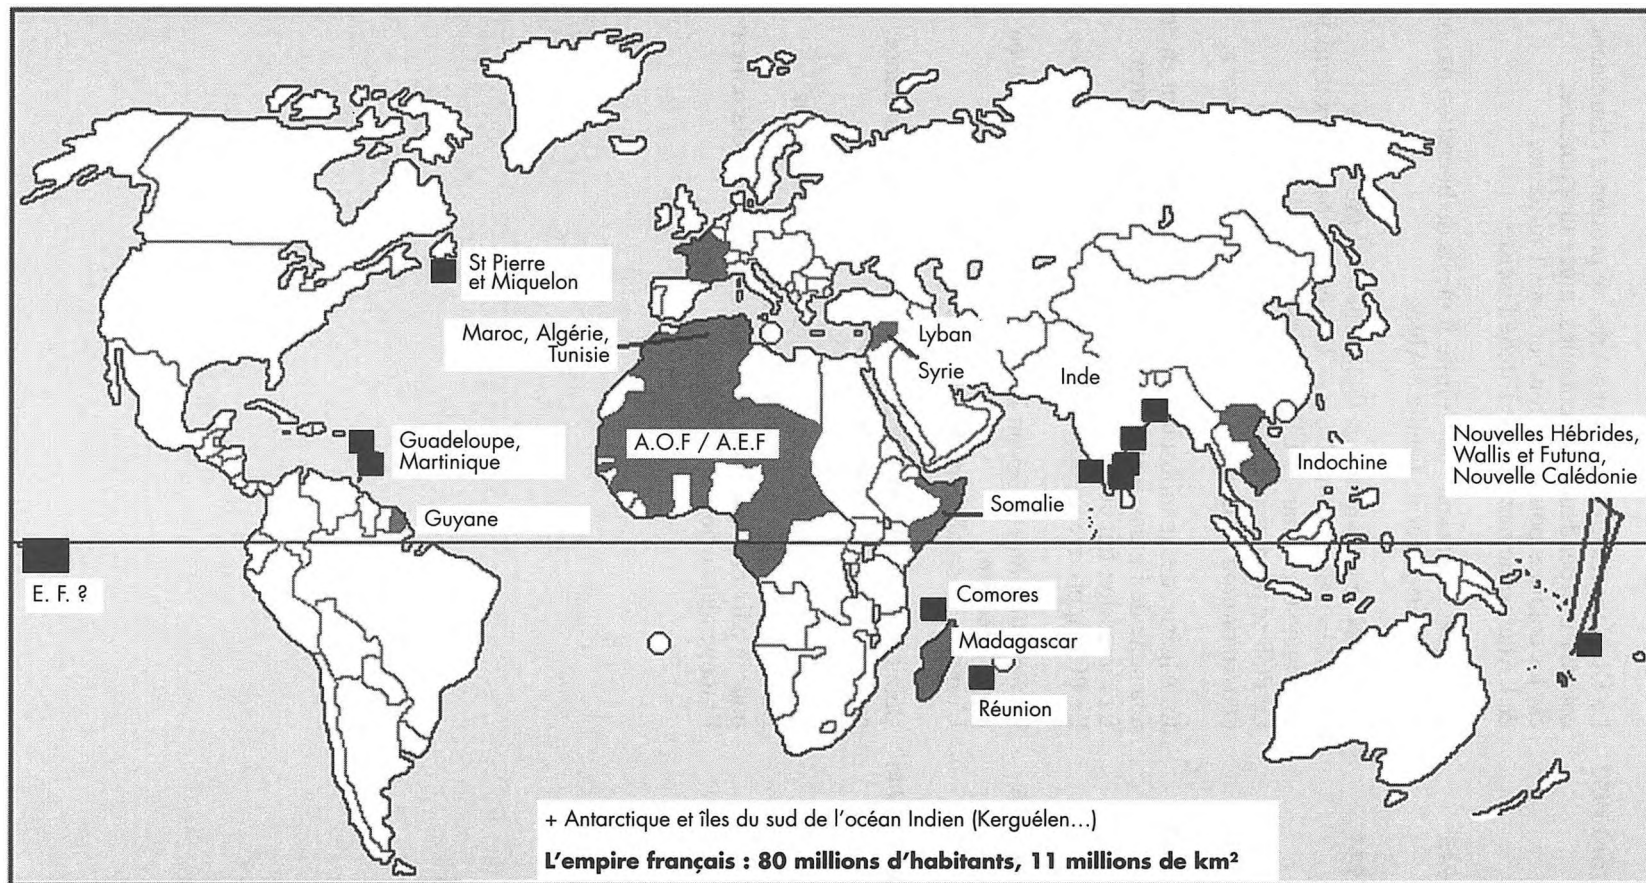 St Pierre
et Miquelon
Maroc, Algérie,
Tunisie
Lyban
Syrie
Inde
Guadeloupe,
Martinique
A.O.F / A.E.F
Indochine
Nouvelles Hébrides,
Wallis et Futuna,
Nouvelle Calédonie
Guyane
Somalie
E. F. ?
Comores
Madagascar
Réunion
+ Antarctique et îles du sud de l'océan Indien (Kerguélen...)
L'empire français : 80 millions d'habitants, 11 millions de km²